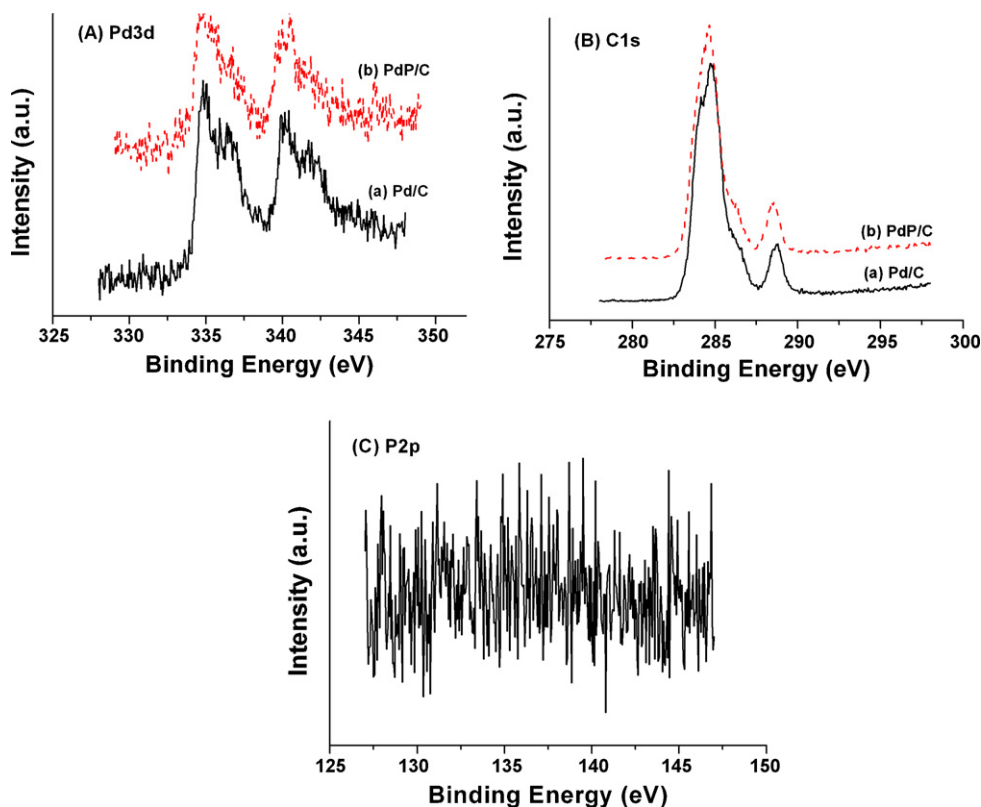 (A) Pd3d
(b) PdP/C
(a) Pd/C
Intensity (a.u.)
325 330 335 340 345 350
Binding Energy (eV)
(B) C1s
(b) PdP/C
(a) Pd/C
Intensity (a.u.)
275 280 285 290 295 300
Binding Energy (eV)
(C) P2p
Intensity (a.u.)
125 130 135 140 145 150
Binding Energy (eV)